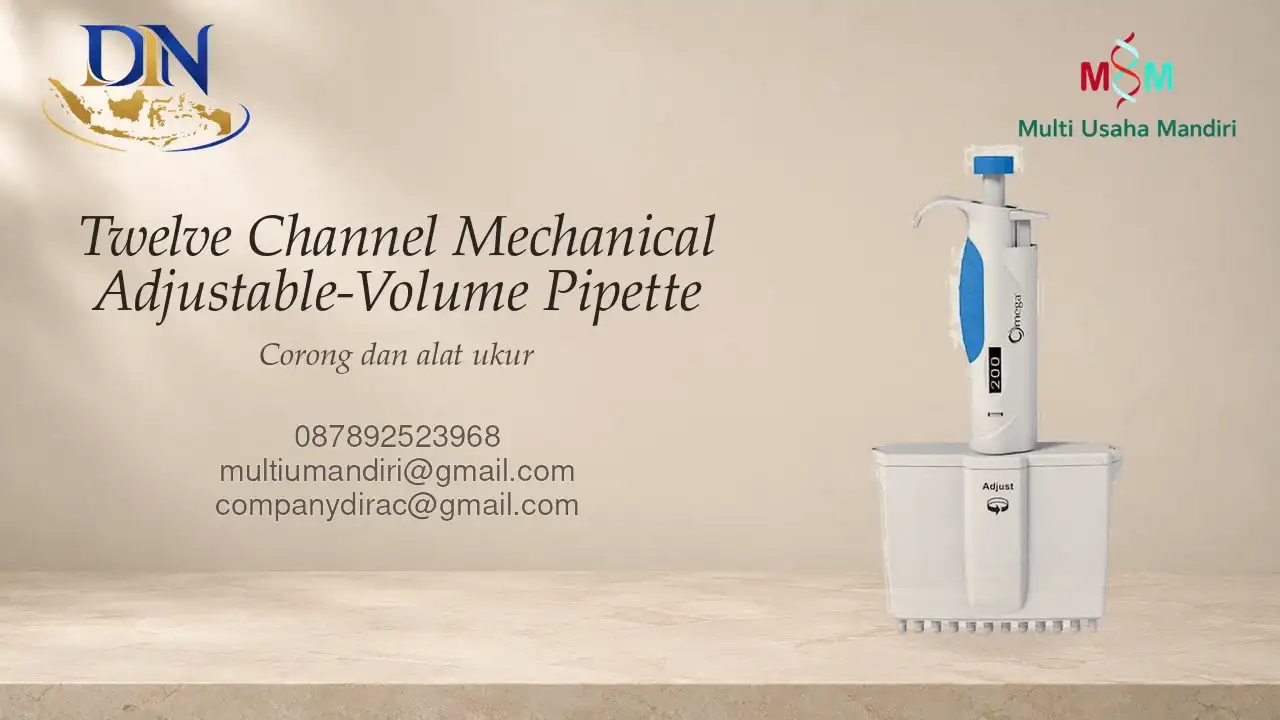 DIN
MSM
Multi Usaha Mandiri
Twelve Channel Mechanical
Adjustable-Volume Pipette
Corong dan alat ukur
087892523968
multiumandiri@gmail.com
companydirac@gmail.com
Omega
200
Adjust